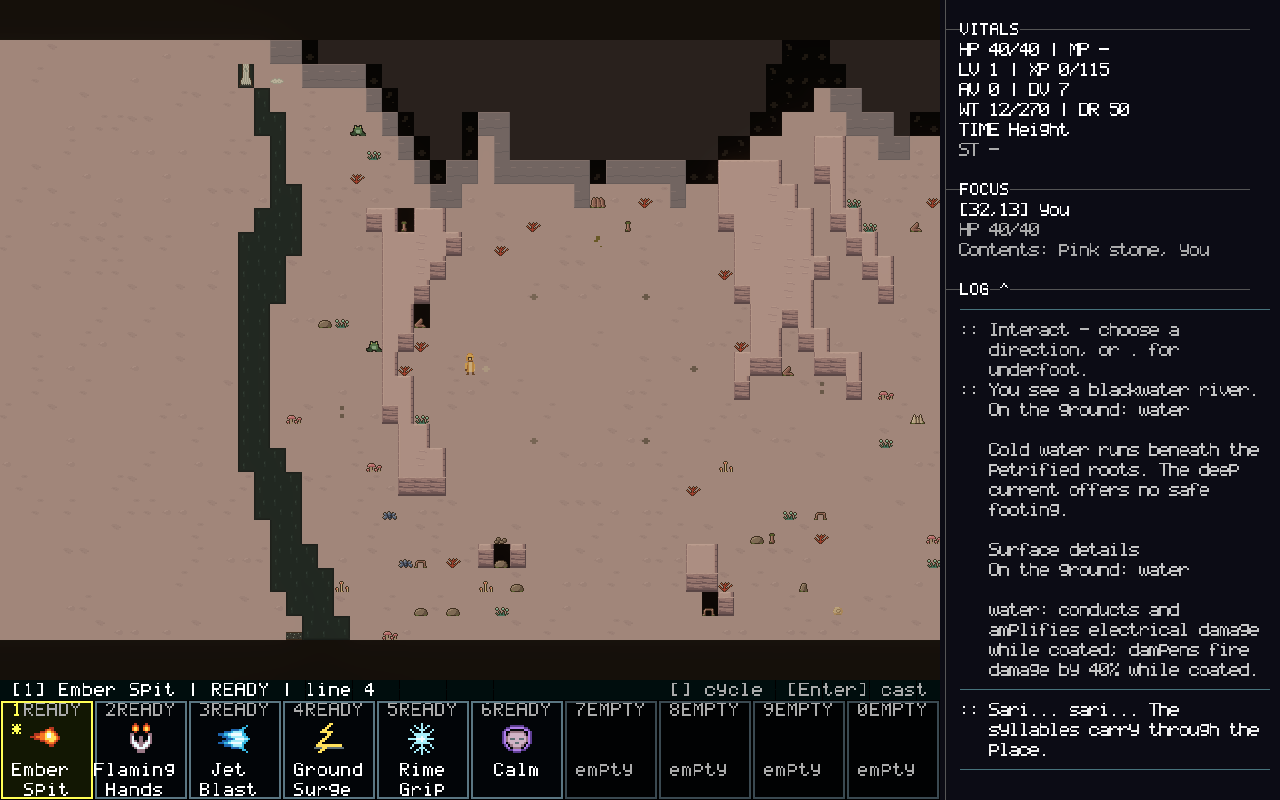 VITALS
HP 40/40 | MP -
LV 1 | XP 0/115
AV 0 | DV 7
WT 12/270 | DR 50
TIME Height
ST -
FOCUS
[32,13] You
HP 40/40
Contents: Pink stone, You
LOG ^
:: Interact - choose a
direction, or . for
underfoot.
:: You see a blackwater river.
On the ground: water
Cold water runs beneath the
Petrified roots. The deep
current offers no safe
footing.
Surface details
On the ground: water
water: conducts and
amplifies electrical damage
while coated; dampens fire
damage by 40% while coated.
:: Sari... sari... The
syllables carry through the
Place.
[1] Ember Spit | READY | line 4
[] cycle [Enter] cast
1READY 2READY 3READY 4READY 5READY 6READY 7EMPTY 8EMPTY 9EMPTY 0EMPTY
*
Ember Flaming Jet Ground Rime Calm empty empty empty empty
Spit Hands Blast Surge Grip